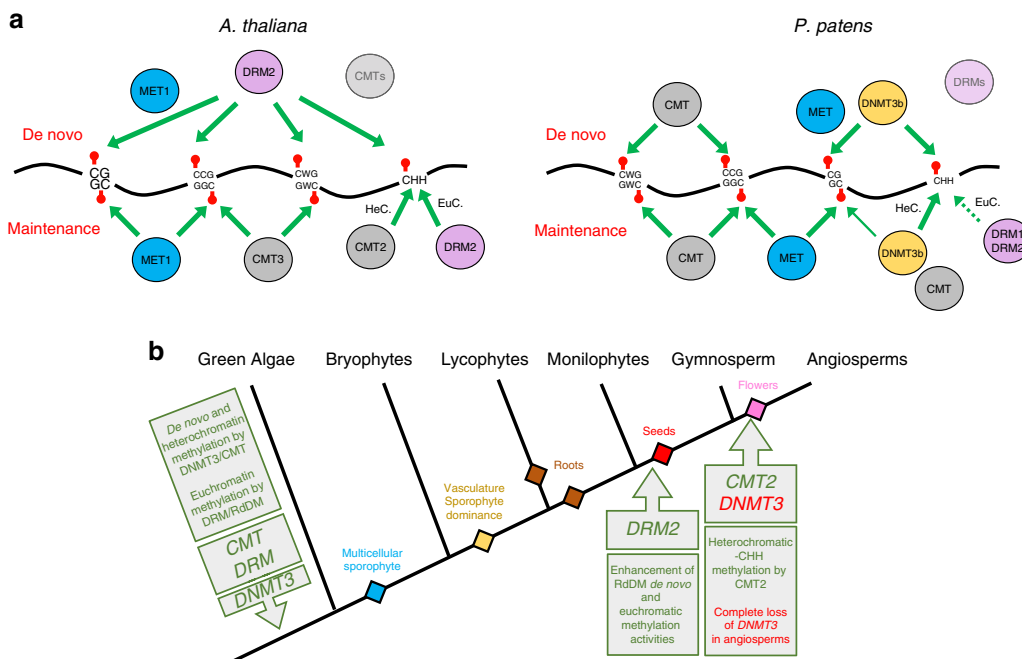 a
A. thaliana
P. patens
MET1
DRM2
CMTs
De novo
CG
GC
CCG
GGC
CWG
GWC
CHH
Maintenance
HeC.
EuC.
MET1
CMT3
CMT2
DRM2
CMT
MET
DNMT3b
DRMs
De novo
CWG
GWC
CCG
GGC
CG
GC
CHH
Maintenance
HeC.
EuC.
CMT
MET
DNMT3b
CMT
DRM1
DRM2
b
Green Algae
Bryophytes
Lycophytes
Monilophytes
Gymnosperm
Angiosperms
De novo and
heterochromatin
methylation by
DNMT3/CMT
Euchromatin
methylation by
DRM/RdDM
CMT
DRM
DNMT3
Multicellular
sporophyte
Vasculature
Sporophyte
dominance
Roots
Seeds
Flowers
DRM2
Enhancement of
RdDM de novo
and
euchromatic
methylation
activities
CMT2
DNMT3
Heterochromatic
-CHH
methylation by
CMT2
Complete loss
of DNMT3
in angiosperms